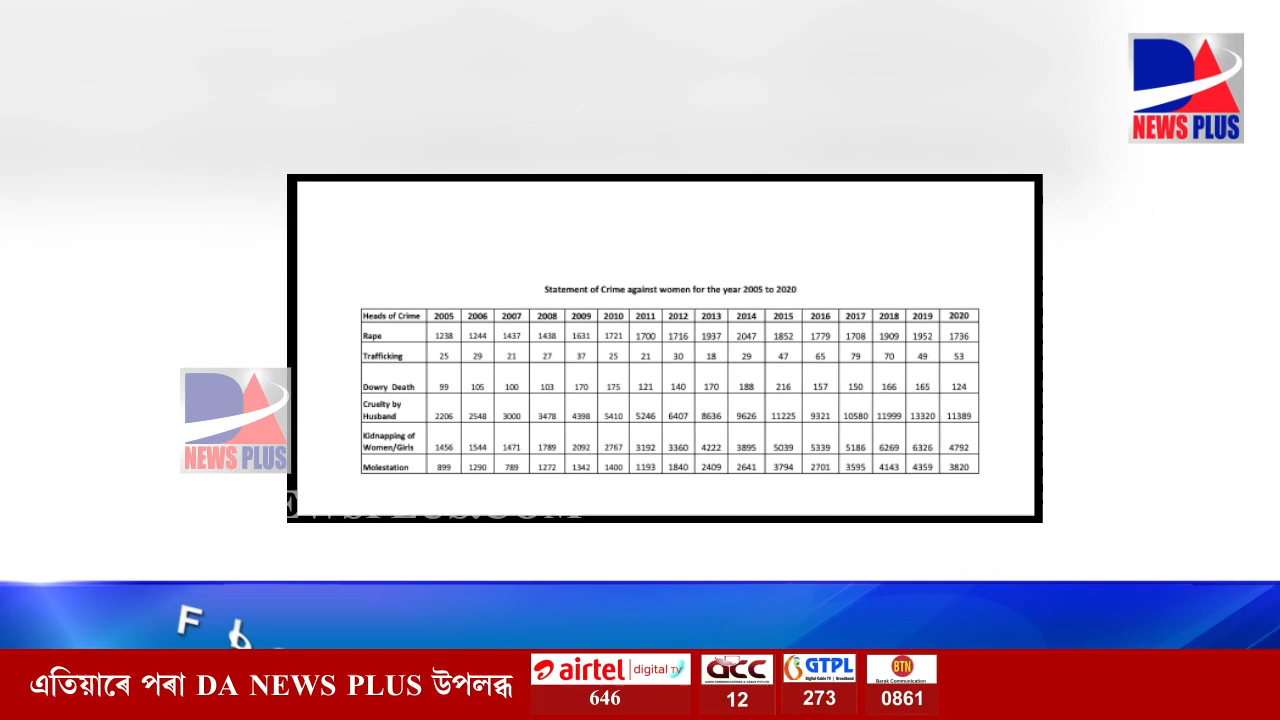 DA
NEWS PLUS
Statement of Crime against women for the year 2005 to 2020
Heads of Crime 2005 2006 2007 2008 2009 2010 2011 2012 2013 2014 2015 2016 2017 2018 2019 2020
Rape 1238 1244 1437 1438 1631 1721 1700 1716 1937 2047 1852 1779 1708 1909 1952 1736
Trafficking 25 29 21 27 37 25 21 30 18 29 47 65 79 70 49 53
Dowry Death 99 105 100 103 170 175 121 140 170 188 216 157 150 166 165 124
Cruelty by
Husband 2206 2548 3000 3478 4398 5410 5246 6407 8636 9626 11225 9321 10580 11999 13320 11389
Kidnapping of
Women/Girls 1456 1544 1471 1789 2092 2767 3192 3360 4222 3895 5039 5339 5186 6269 6326 4792
Molestation 899 1290 789 1272 1342 1400 1193 1840 2409 2641 3794 2701 3595 4143 4359 3820
DA
NEWS PLUS
এতিয়াৰে পৰা DA NEWS PLUS উপলব্ধ
airtel digital TV
646
acc
12
GTPL
Digital Cable TV | Broadband
273
BTN
Barak Communication
0861